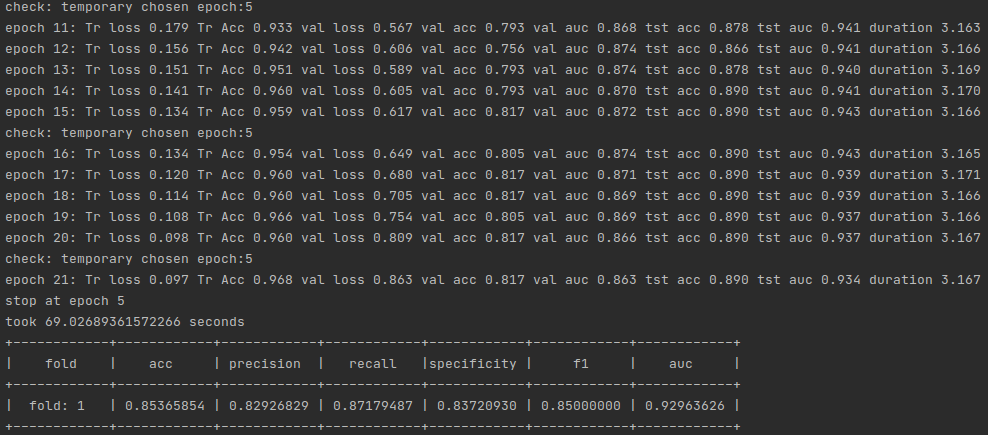 check: temporary chosen epoch:5
epoch 11: Tr loss 0.179 Tr Acc 0.933 val loss 0.567 val acc 0.793 val auc 0.868 tst acc 0.878 tst auc 0.941 duration 3.163
epoch 12: Tr loss 0.156 Tr Acc 0.942 val loss 0.606 val acc 0.756 val auc 0.874 tst acc 0.866 tst auc 0.941 duration 3.166
epoch 13: Tr loss 0.151 Tr Acc 0.951 val loss 0.589 val acc 0.793 val auc 0.874 tst acc 0.878 tst auc 0.940 duration 3.169
epoch 14: Tr loss 0.141 Tr Acc 0.960 val loss 0.605 val acc 0.793 val auc 0.870 tst acc 0.890 tst auc 0.941 duration 3.170
epoch 15: Tr loss 0.134 Tr Acc 0.959 val loss 0.617 val acc 0.817 val auc 0.872 tst acc 0.890 tst auc 0.943 duration 3.166
check: temporary chosen epoch:5
epoch 16: Tr loss 0.134 Tr Acc 0.954 val loss 0.649 val acc 0.805 val auc 0.874 tst acc 0.890 tst auc 0.943 duration 3.165
epoch 17: Tr loss 0.120 Tr Acc 0.960 val loss 0.680 val acc 0.817 val auc 0.871 tst acc 0.890 tst auc 0.939 duration 3.171
epoch 18: Tr loss 0.114 Tr Acc 0.960 val loss 0.705 val acc 0.817 val auc 0.869 tst acc 0.890 tst auc 0.939 duration 3.166
epoch 19: Tr loss 0.108 Tr Acc 0.966 val loss 0.754 val acc 0.805 val auc 0.869 tst acc 0.890 tst auc 0.937 duration 3.166
epoch 20: Tr loss 0.098 Tr Acc 0.960 val loss 0.809 val acc 0.817 val auc 0.866 tst acc 0.890 tst auc 0.937 duration 3.167
check: temporary chosen epoch:5
epoch 21: Tr loss 0.097 Tr Acc 0.968 val loss 0.863 val acc 0.817 val auc 0.863 tst acc 0.890 tst auc 0.934 duration 3.167
stop at epoch 5
took 69.02689361572266 seconds
+------------+------------+------------+------------+------------+------------+------------+
|    fold    |    acc     | precision  |   recall   |specificity |     f1     |    auc     |
+------------+------------+------------+------------+------------+------------+------------+
|  fold: 1   | 0.85365854 | 0.82926829 | 0.87179487 | 0.83720930 | 0.85000000 | 0.92963626 |
+------------+------------+------------+------------+------------+------------+------------+